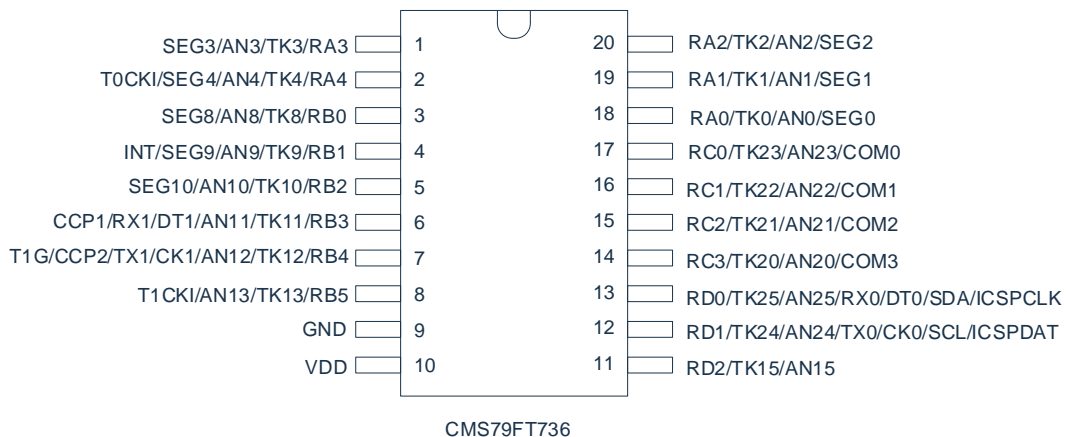 SEG3/AN3/TK3/RA3 1 20 RA2/TK2/AN2/SEG2
T0CKI/SEG4/AN4/TK4/RA4 2 19 RA1/TK1/AN1/SEG1
SEG8/AN8/TK8/RB0 3 18 RA0/TK0/AN0/SEG0
INT/SEG9/AN9/TK9/RB1 4 17 RC0/TK23/AN23/COM0
SEG10/AN10/TK10/RB2 5 16 RC1/TK22/AN22/COM1
CCP1/RX1/DT1/AN11/TK11/RB3 6 15 RC2/TK21/AN21/COM2
T1G/CCP2/TX1/CK1/AN12/TK12/RB4 7 14 RC3/TK20/AN20/COM3
T1CKI/AN13/TK13/RB5 8 13 RD0/TK25/AN25/RX0/DT0/SDA/ICSPCLK
GND 9 12 RD1/TK24/AN24/TX0/CK0/SCL/ICSPDAT
VDD 10 11 RD2/TK15/AN15
CMS79FT736